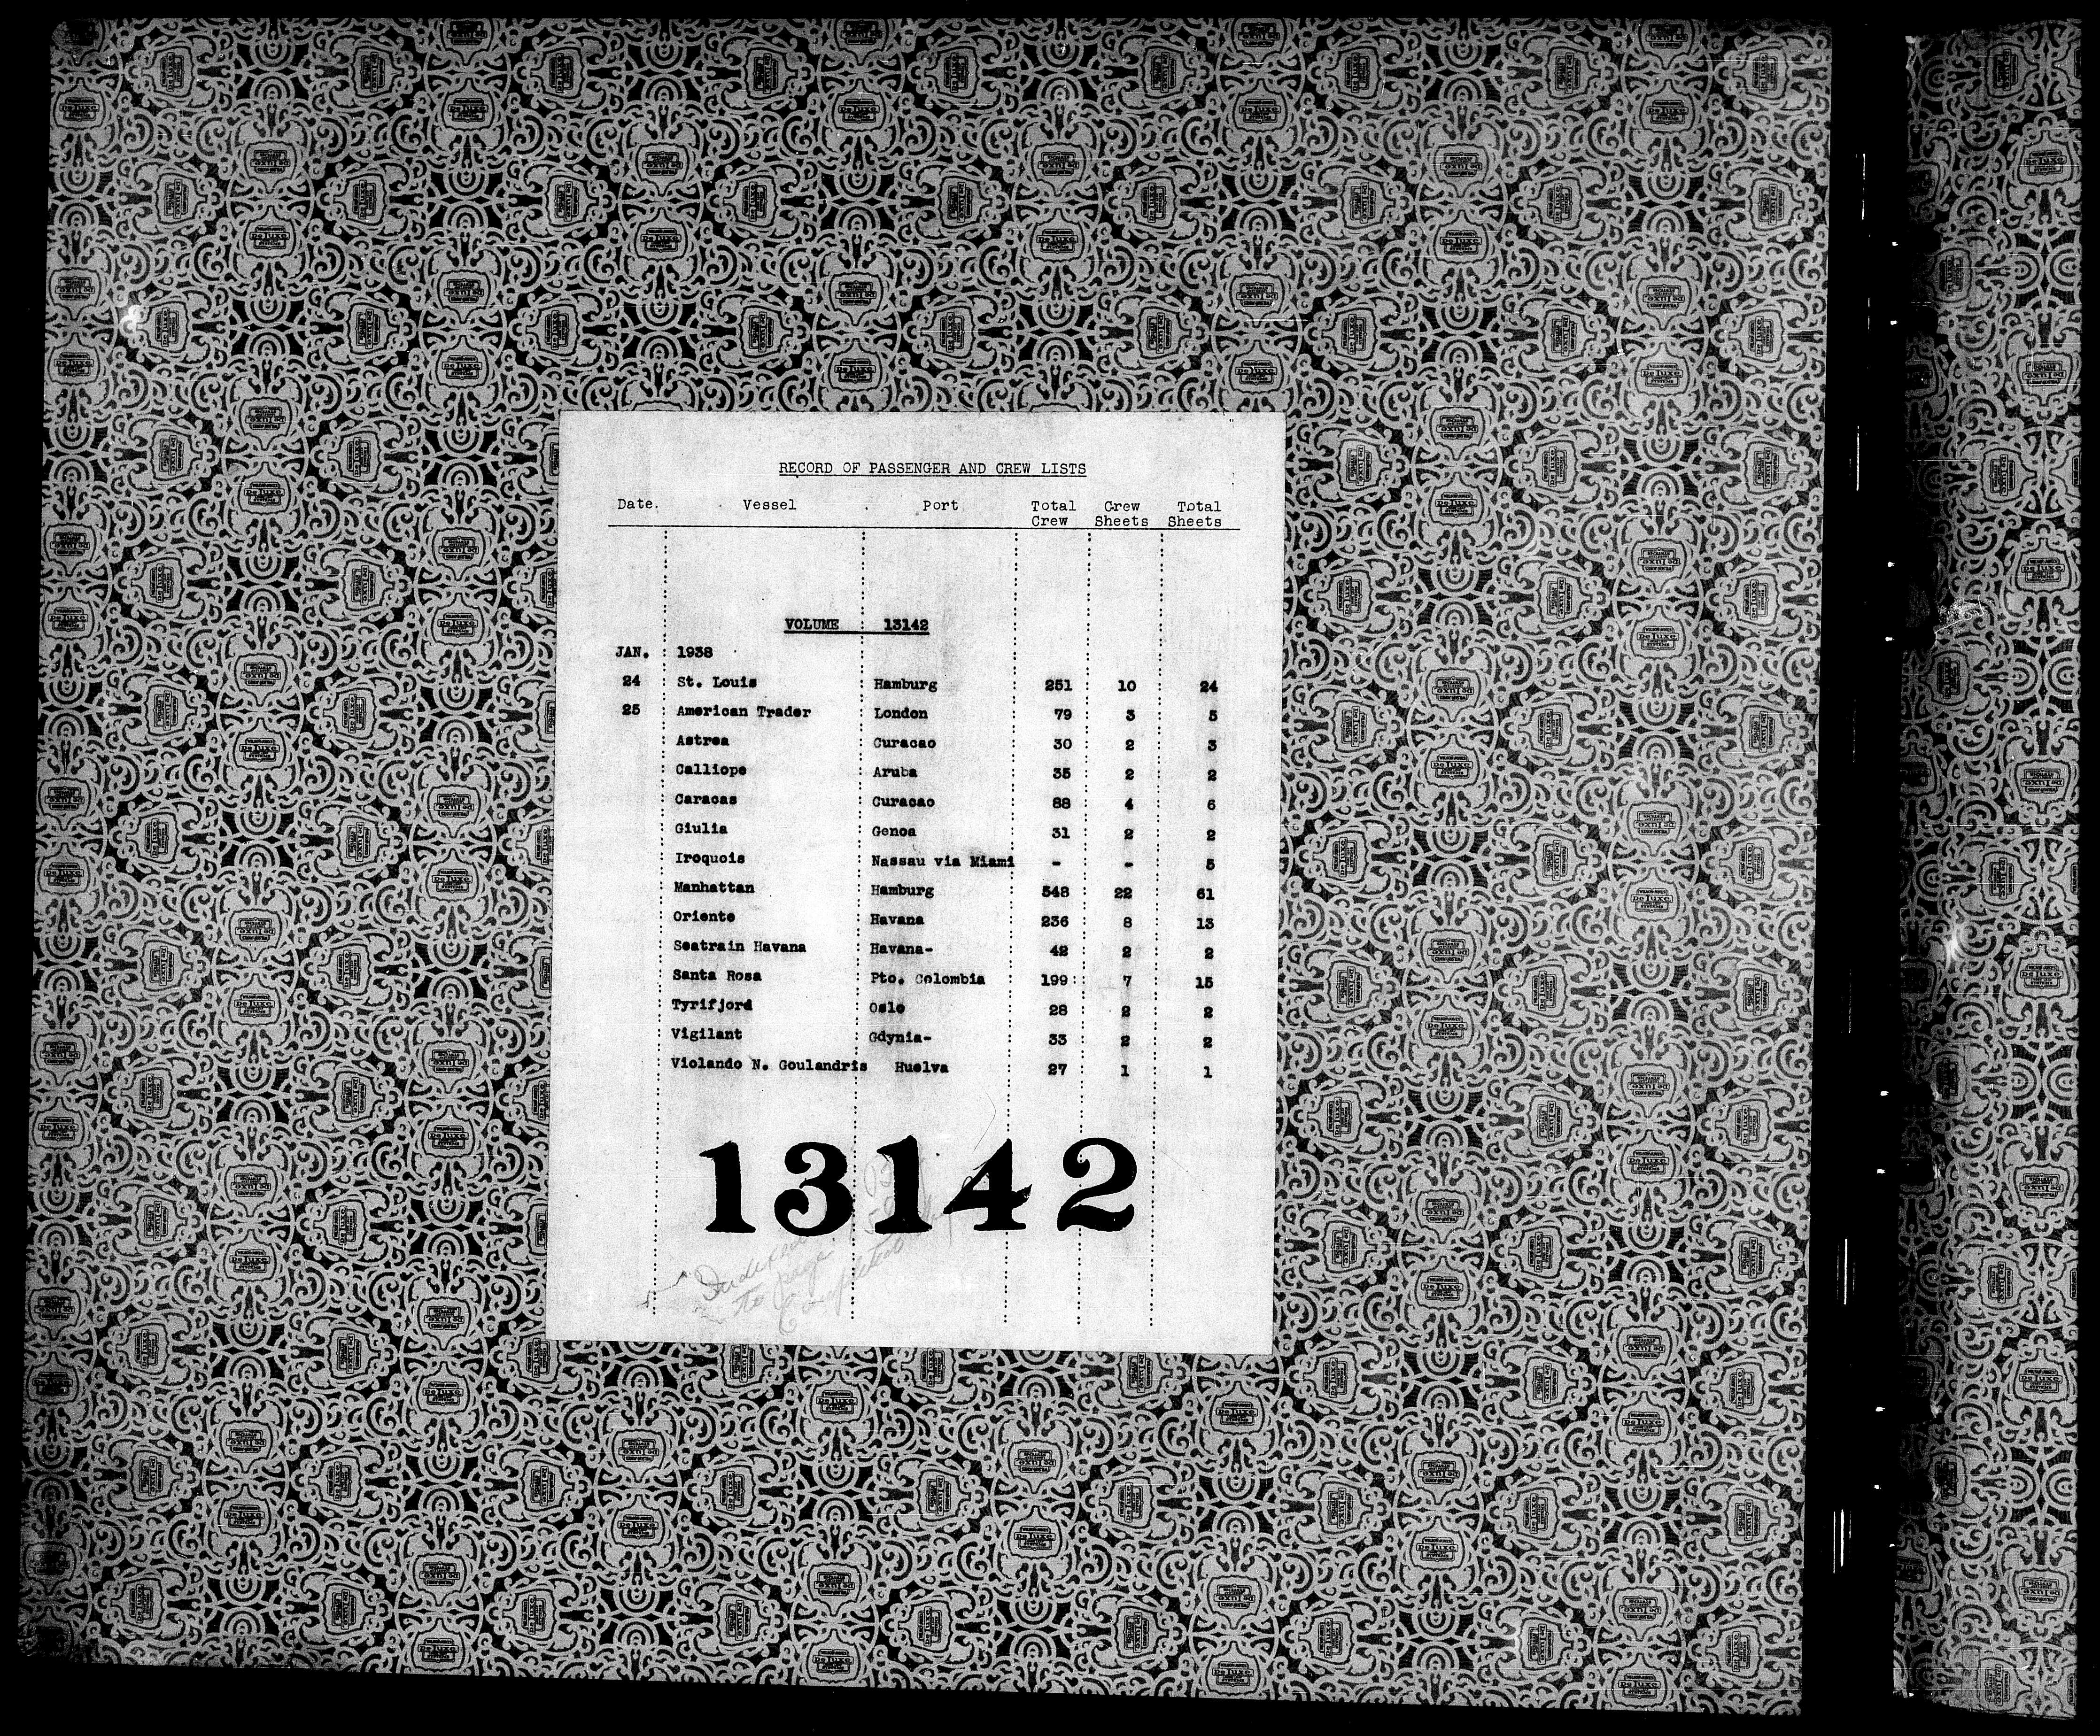 RECORD OF PASSENGER AND CREW LISTS
Date. Vessel Port Total Crew Total
Crew Sheets Sheets
VOLUME 13142
JAN. 1938
24 St. Louis Hamburg 251 10 24
25 American Trader London 79 3 5
Astrea Curacao 30 2 3
Calliope Aruba 35 2 2
Caracas Curacao 88 4 6
Giulia Genoa 31 2 2
Iroquois Nassau via Miami - - 5
Manhattan Hamburg 548 22 61
Oriente Havana 236 8 13
Seatrain Havana Havana- 42 2 2
Santa Rosa Pto. Colombia 199 7 15
Tyrifjord Oslo 28 2 2
Vigilant Gdynia- 33 2 2
Violando N. Goulandris Huelva 27 1 1
13142
to page